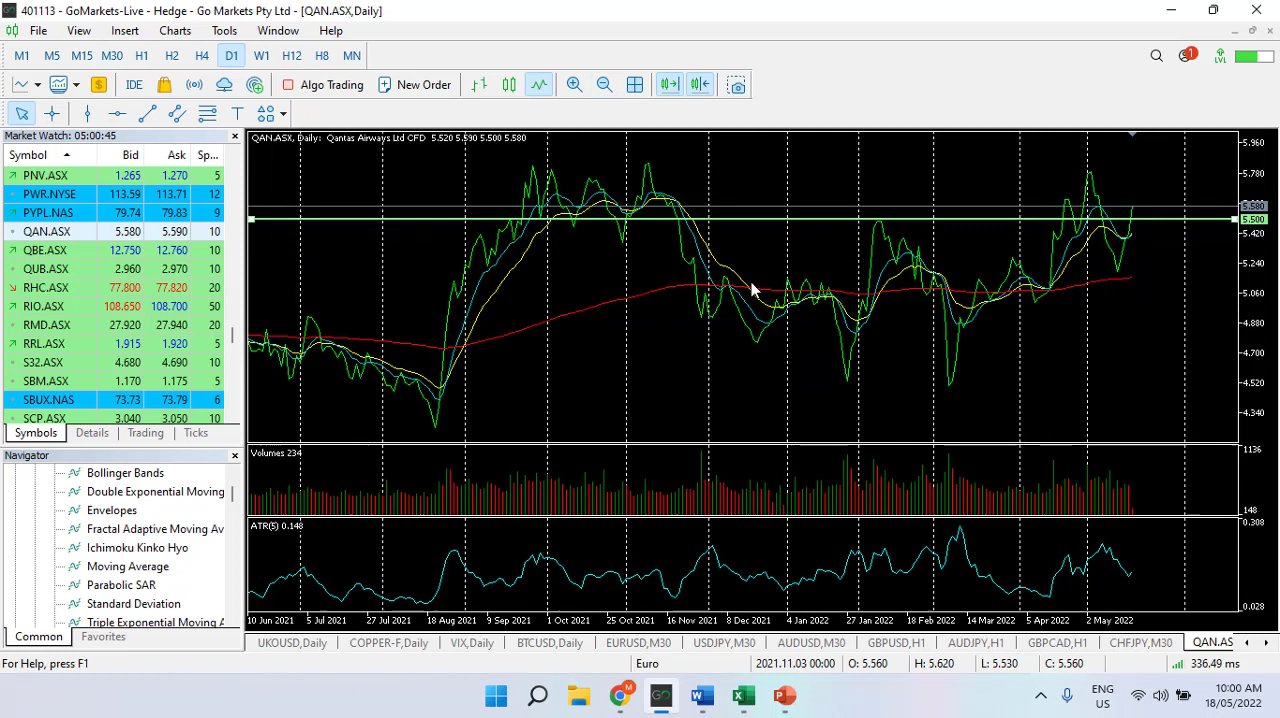 401113 - GoMarkets-Live - Hedge - Go Markets Pty Ltd - [QAN.ASX,Daily]
File View Insert Charts Tools Window Help
M1 M5 M15 M30 H1 H2 H4 D1 W1 H12 H8 MN
1 LVL
IDE Algo Trading New Order
Market Watch: 05:00:45
Symbol Bid Ask Sp...
PNV.ASX 1.265 1.270 5
PWR.NYSE 113.59 113.71 12
PYPL.NAS 79.74 79.83 9
QAN.ASX 5.580 5.590 10
QBE.ASX 12.750 12.760 10
QUB.ASX 2.960 2.970 10
RHC.ASX 77.800 77.820 20
RIO.ASX 108.650 108.700 50
RMD.ASX 27.920 27.940 20
RRL.ASX 1.915 1.920 5
S32.ASX 4.680 4.690 10
SBM.ASX 1.170 1.175 5
SBUX.NAS 73.73 73.79 6
SCP.ASX 3.040 3.050 10
Symbols Details Trading Ticks
Navigator
Bollinger Bands
Double Exponential Moving
Envelopes
Fractal Adaptive Moving Av
Ichimoku Kinko Hyo
Moving Average
Parabolic SAR
Standard Deviation
Triple Exponential Moving A
Common Favorites
QAN.ASX, Daily: Qantas Airways Ltd CFD 5.520 5.590 5.500 5.580
5.960
5.780
5.580
5.500
5.420
5.240
5.060
4.880
4.700
4.520
4.340
Volumes 234
1136
148
ATR(5) 0.148
0.308
0.028
10 Jun 2021 5 Jul 2021 27 Jul 2021 18 Aug 2021 9 Sep 2021 1 Oct 2021 25 Oct 2021 16 Nov 2021 8 Dec 2021 4 Jan 2022 27 Jan 2022 18 Feb 2022 14 Mar 2022 5 Apr 2022 2 May 2022
UKOUSD,Daily COPPER-F,Daily VIX,Daily BTCUSD,Daily EURUSD,M30 USDJPY,M30 AUDUSD,M30 GBPUSD,H1 AUDJPY,H1 GBPCAD,H1 CHFJPY,M30 QAN.AS
For Help, press F1 Euro 2021.11.03 00:00 O: 5.560 H: 5.620 L: 5.530 C: 5.560 336.49 ms
M GO W X P
ENG
US
10:00 AM
18/05/2022